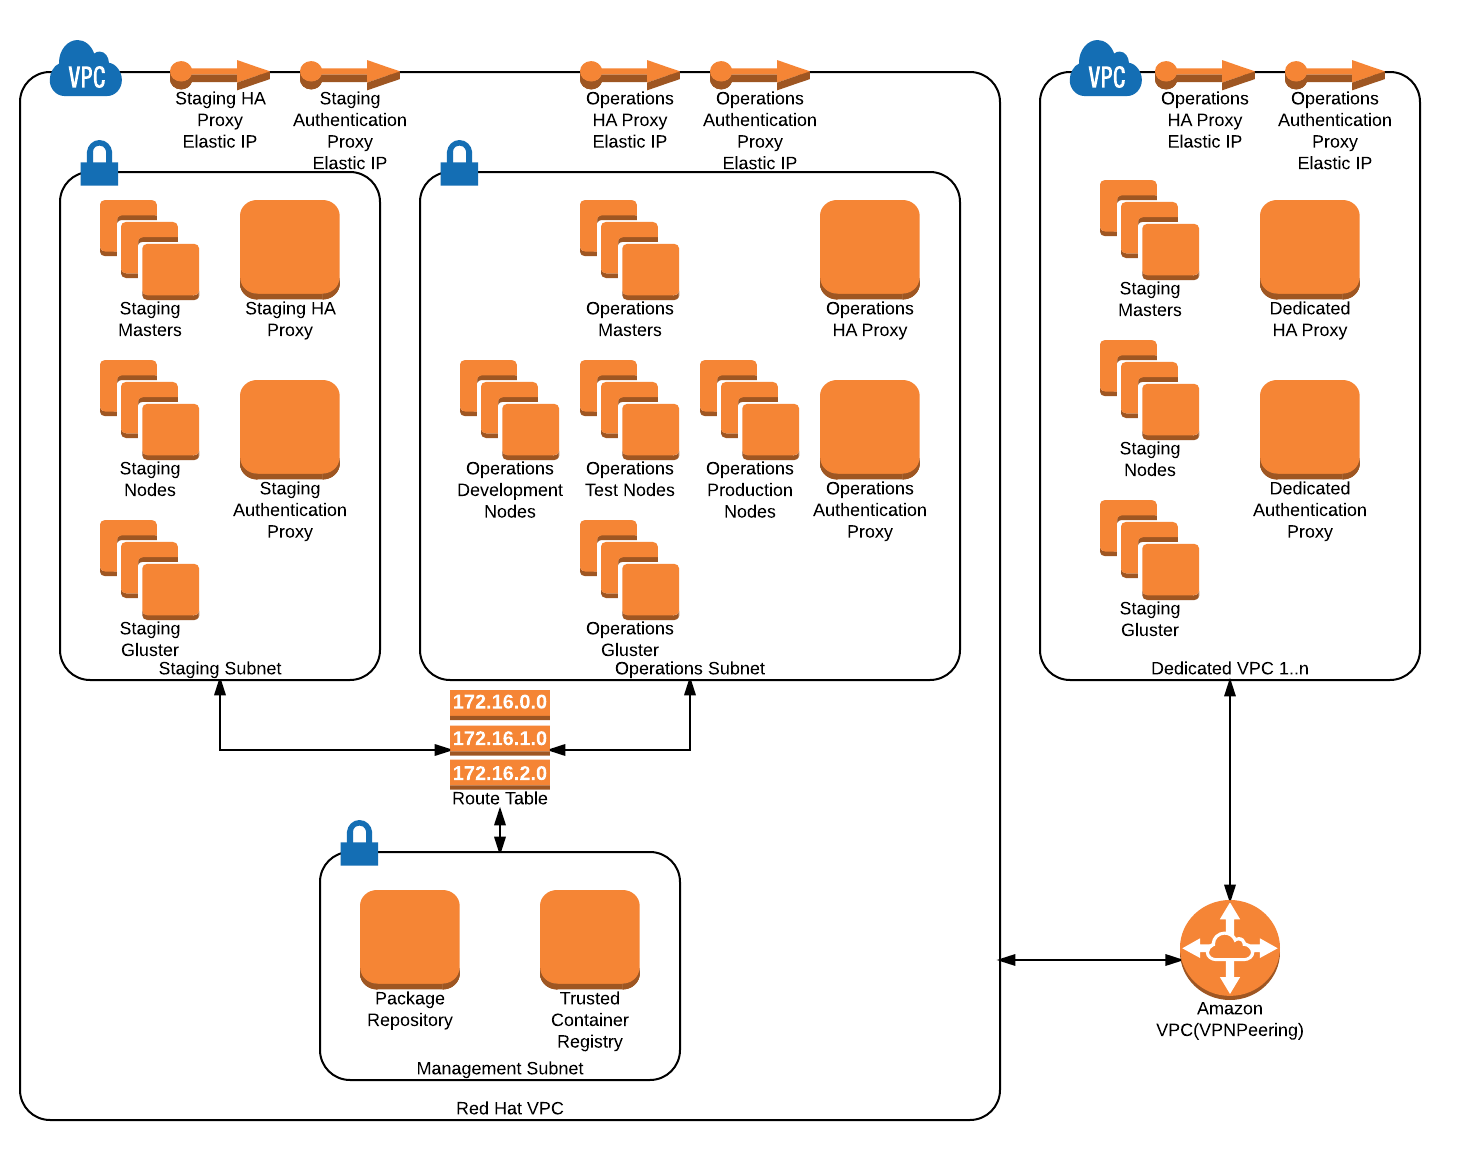 VPC
Staging HA
Proxy
Elastic IP
Staging
Authentication
Proxy
Elastic IP
Operations
HA Proxy
Elastic IP
Operations
Authentication
Proxy
Elastic IP
VPC
Operations
HA Proxy
Elastic IP
Operations
Authentication
Proxy
Elastic IP
Staging
Masters
Staging HA
Proxy
Staging
Nodes
Staging
Authentication
Proxy
Staging
Gluster
Staging Subnet
Operations
Masters
Operations
HA Proxy
Operations
Development
Nodes
Operations
Test Nodes
Operations
Production
Nodes
Operations
Authentication
Proxy
Operations
Gluster
Operations Subnet
Staging
Masters
Dedicated
HA Proxy
Staging
Nodes
Dedicated
Authentication
Proxy
Staging
Gluster
Dedicated VPC 1..n
172.16.0.0
172.16.1.0
172.16.2.0
Route Table
Package
Repository
Trusted
Container
Registry
Management Subnet
Red Hat VPC
Amazon
VPC(VPNPeering)